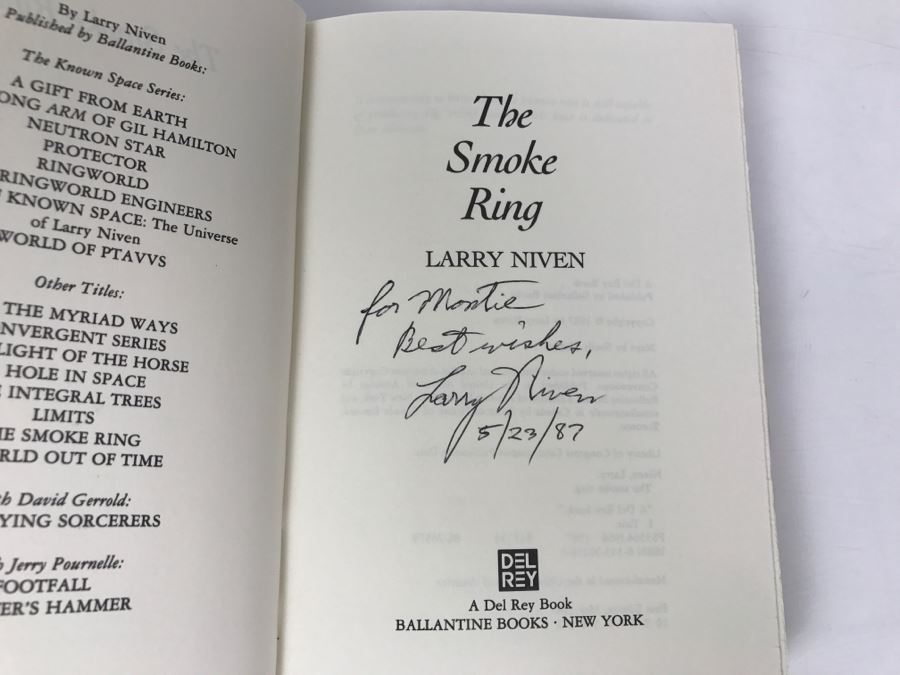 By Larry Niven
Published by Ballantine Books:
The Known Space Series:
A GIFT FROM EARTH
ONG ARM OF GIL HAMILTON
NEUTRON STAR
PROTECTOR
RINGWORLD
RINGWORLD ENGINEERS
KNOWN SPACE: The Universe
of Larry Niven
WORLD OF PTAVVS
Other Titles:
THE MYRIAD WAYS
NVERGENT SERIES
LIGHT OF THE HORSE
HOLE IN SPACE
INTEGRAL TREES
LIMITS
E SMOKE RING
RLD OUT OF TIME
h David Gerrold:
YING SORCERERS
Jerry Pournelle:
FOOTFALL
ER'S HAMMER
The
Smoke
Ring
LARRY NIVEN
for Montie
Best wishes,
Larry Niven
5/23/87
DEL
REY
A Del Rey Book
BALLANTINE BOOKS · NEW YORK